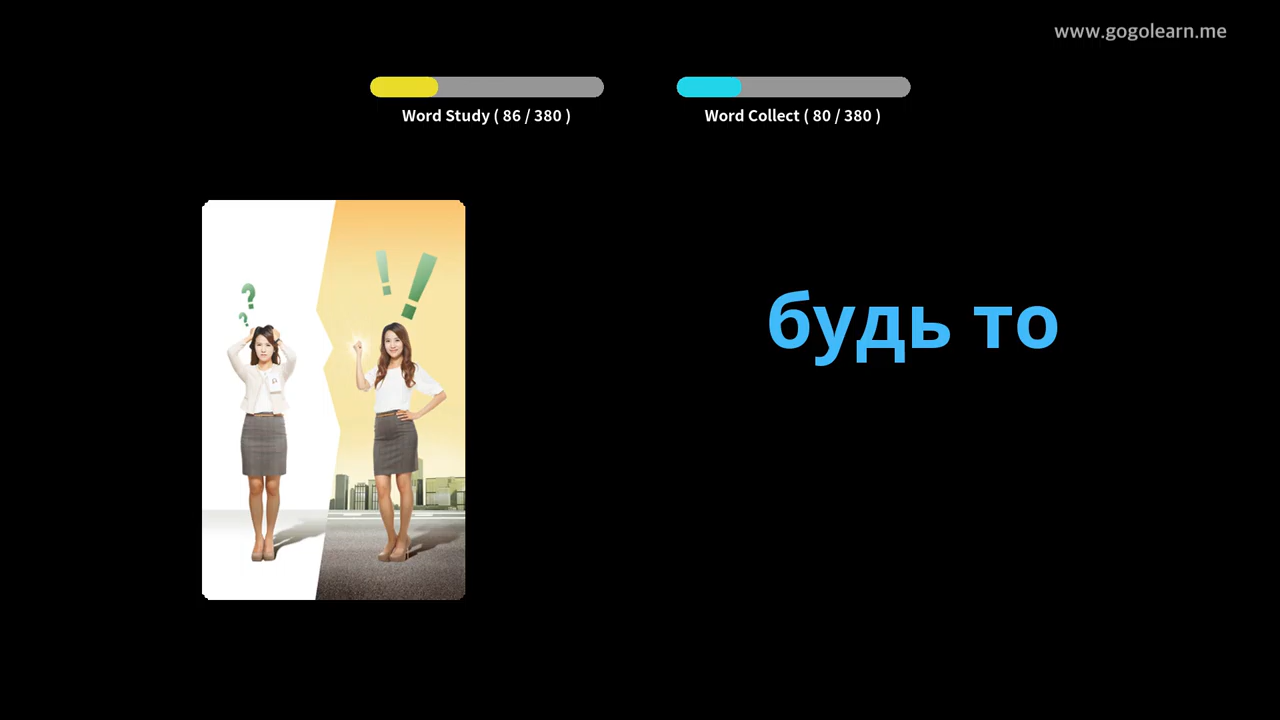 www.gogolearn.me
Word Study ( 86 / 380 )
Word Collect ( 80 / 380 )
? ?
! !
будь то